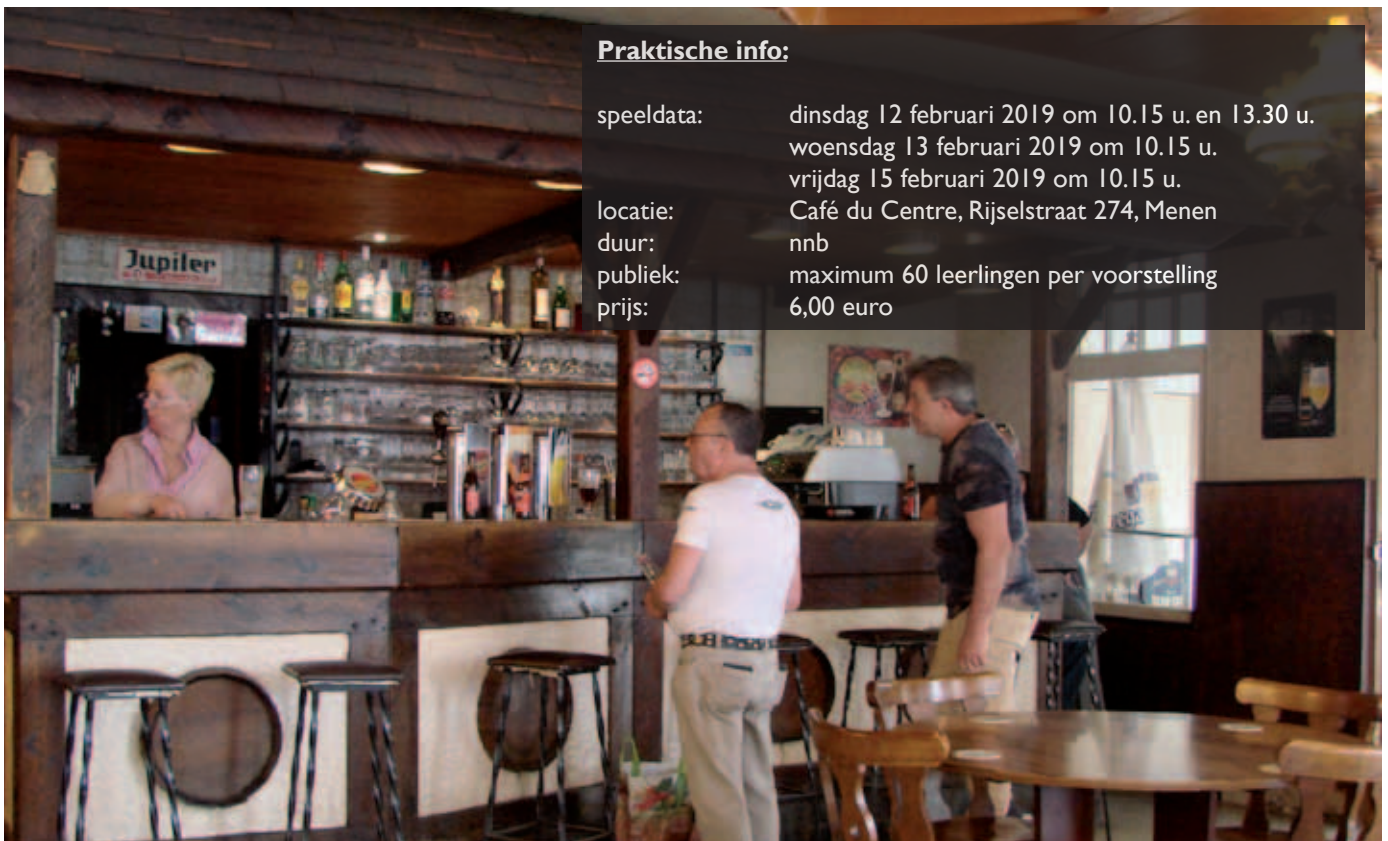 Praktische info:
speeldata: dinsdag 12 februari 2019 om 10.15 u. en 13.30 u.
woensdag 13 februari 2019 om 10.15 u.
vrijdag 15 februari 2019 om 10.15 u.
locatie: Café du Centre, Rijselstraat 274, Menen
duur: nnb
publiek: maximum 60 leerlingen per voorstelling
prijs: 6,00 euro
Jupiler